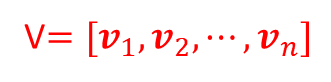 V= [𝒗₁, 𝒗₂, ⋯, 𝒗ₙ]